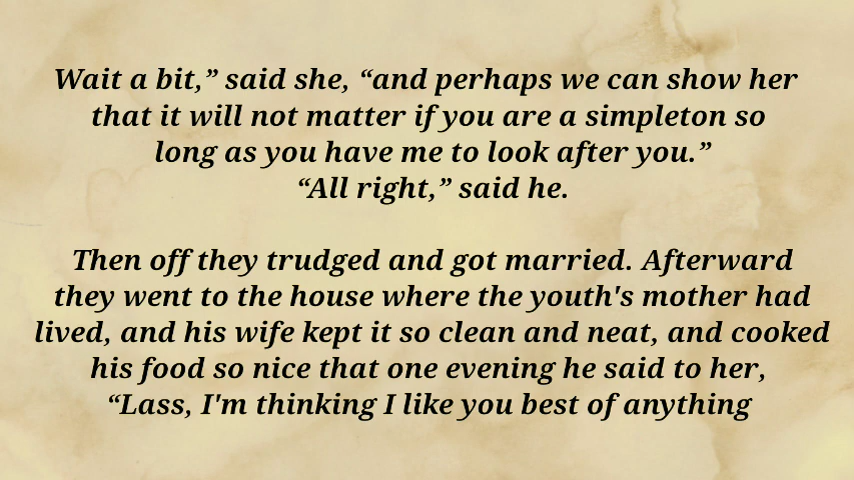 Wait a bit,” said she, “and perhaps we can show her
that it will not matter if you are a simpleton so
long as you have me to look after you.”
“All right,” said he.
Then off they trudged and got married. Afterward
they went to the house where the youth's mother had
lived, and his wife kept it so clean and neat, and cooked
his food so nice that one evening he said to her,
“Lass, I'm thinking I like you best of anything